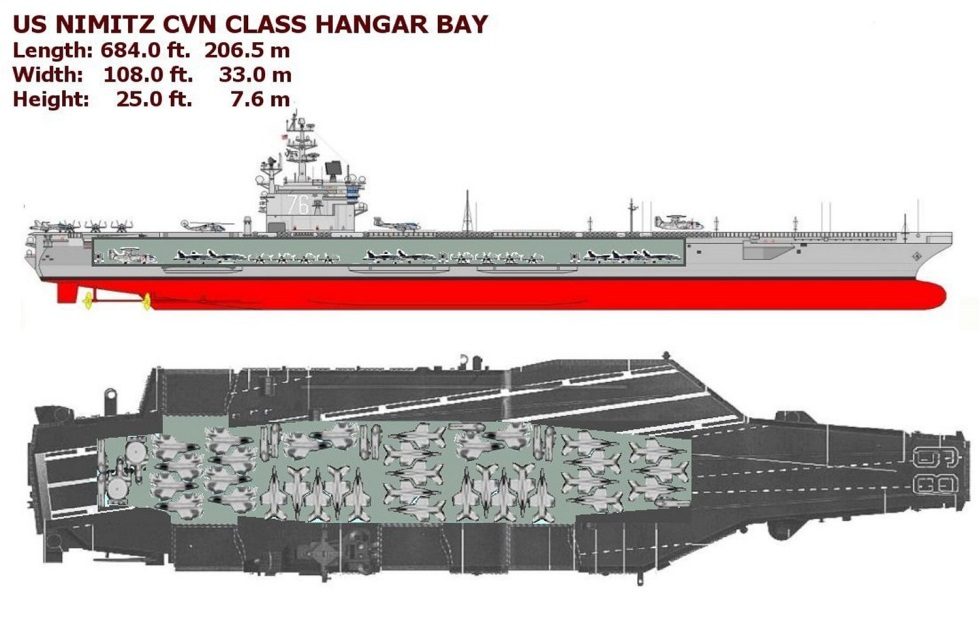 US NIMITZ CVN CLASS HANGAR BAY
Length: 684.0 ft. 206.5 m
Width: 108.0 ft. 33.0 m
Height: 25.0 ft. 7.6 m
76